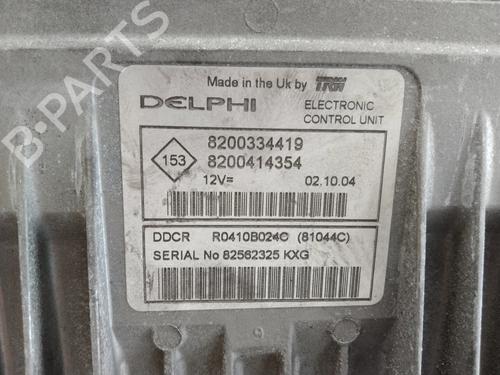 Made in the Uk by TRW
DELPHI
ELECTRONIC
CONTROL UNIT
153
8200334419
8200414354
12V=
02.10.04
DDCR R0410B024C (81044C)
SERIAL No 82562325 KXG
B-PARTS